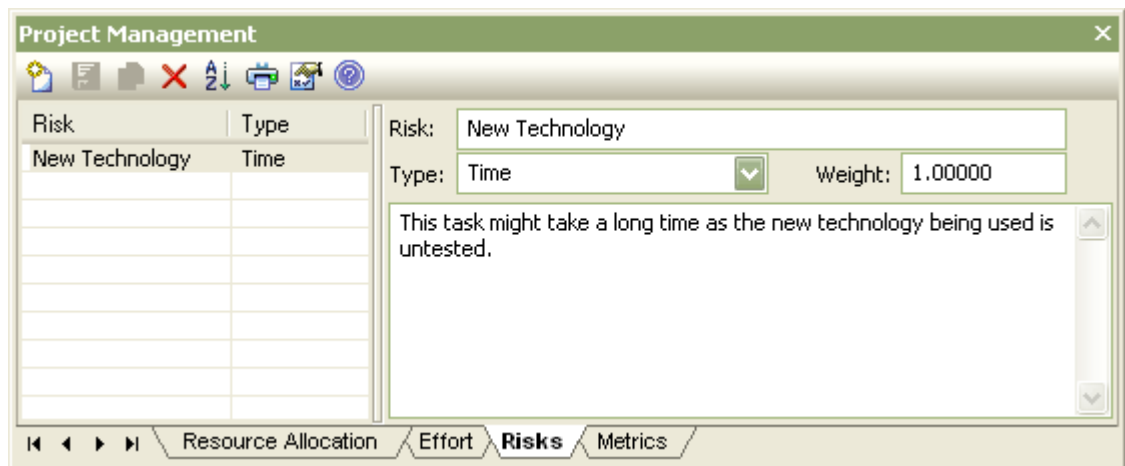 Project Management
Risk Type
New Technology Time
Risk: New Technology
Type: Time Weight: 1.00000
This task might take a long time as the new technology being used is
untested.
Resource Allocation Effort Risks Metrics